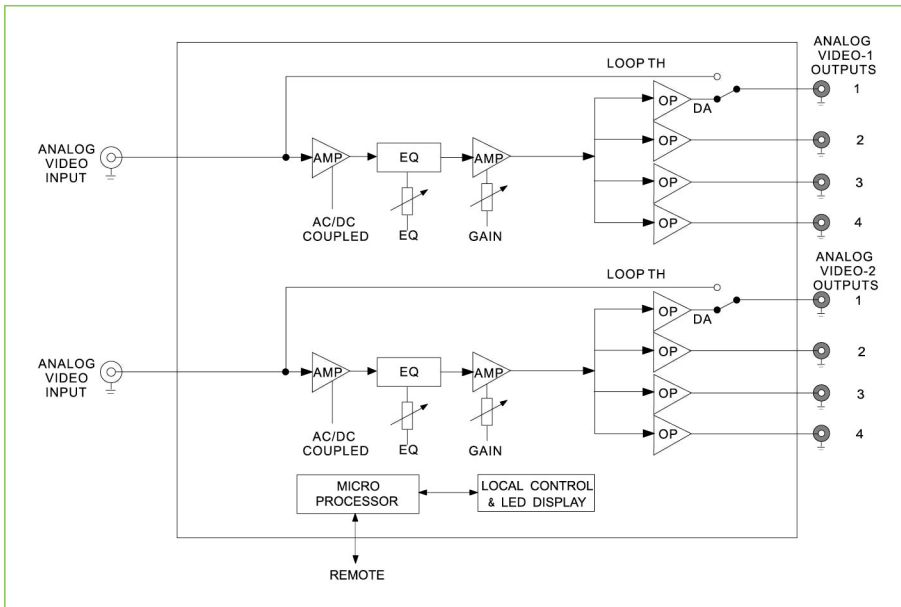 ANALOG
VIDEO-1
OUTPUTS
LOOP TH
OP
DA
1
OP
2
ANALOG
VIDEO
INPUT
AMP
EQ
AMP
OP
3
AC/DC
COUPLED
EQ
GAIN
OP
4
ANALOG
VIDEO-2
OUTPUTS
LOOP TH
OP
DA
1
OP
2
ANALOG
VIDEO
INPUT
AMP
EQ
AMP
OP
3
AC/DC
COUPLED
EQ
GAIN
OP
4
MICRO
PROCESSOR
LOCAL CONTROL
& LED DISPLAY
REMOTE